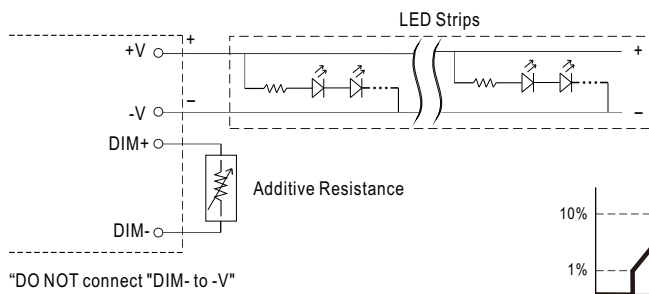 LED Strips
+V
+
+
-V
–
–
DIM+
Additive Resistance
DIM-
10%
1%
“DO NOT connect "DIM- to -V"